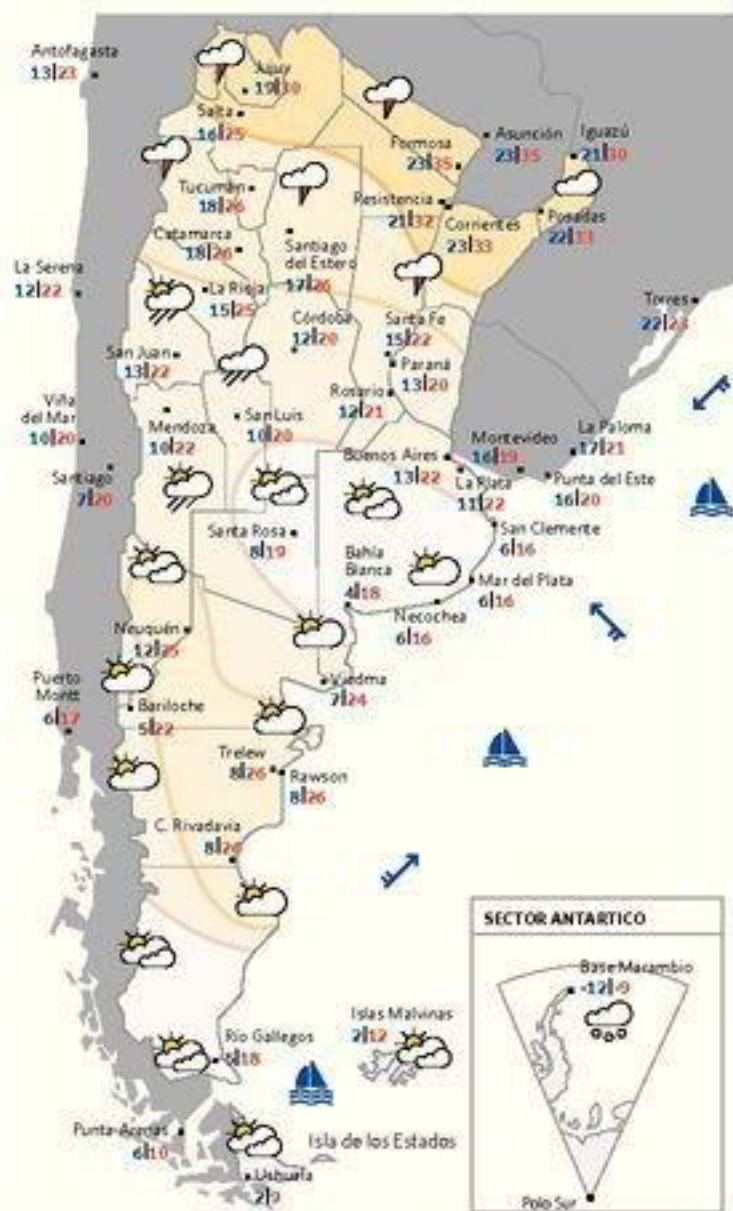 Antofagasta
13|23
Jujuy
19|30
Salta
16|25
Formosa
23|35
Asunción
23|35
Iguazú
21|30
Tucumán
18|26
Resistencia
21|32
Corrientes
23|33
Posadas
22|33
Catamarca
18|26
Santiago
del Estero
17|26
La Serena
12|22
La Rioja
15|25
Córdoba
12|20
Santa Fe
15|22
Torres
22|23
San Juan
13|22
Paraná
13|20
Viña
del Mar
10|20
Mendoza
10|22
San Luis
10|20
Rosario
12|21
Santiago
7|20
Buenos Aires
13|22
Montevideo
16|19
La Paloma
17|21
La Plata
11|22
Punta del Este
16|20
Santa Rosa
8|19
San Clemente
6|16
Bahía
Blanca
4|18
Mar del Plata
6|16
Necochea
6|16
Neuquén
12|25
Puerto
Montt
6|17
Bariloche
5|22
Viedma
7|24
Trelew
8|26
Rawson
8|26
C. Rivadavia
8|26
SECTOR ANTARTICO
Base Marambio
-12|-9
Polo Sur
Islas Malvinas
2|12
Río Gallegos
5|18
Punta Arenas
6|10
Isla de los Estados
Ushuaia
2|9